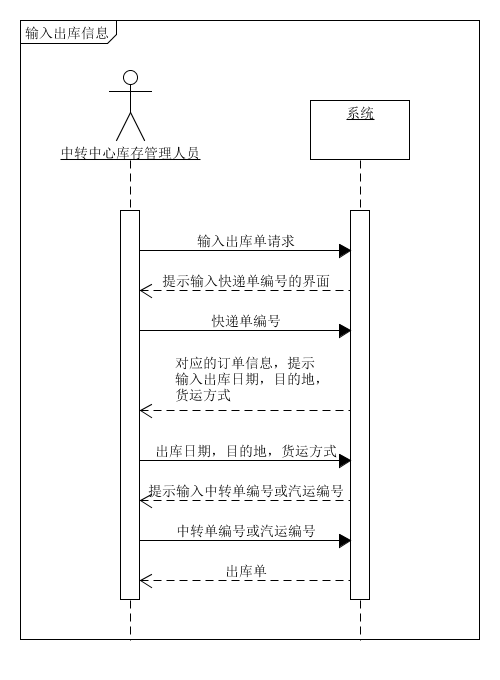 输入出库信息
系统
中转中心库存管理人员
输入出库单请求
提示输入快递单编号的界面
快递单编号
对应的订单信息，提示
输入出库日期，目的地，
货运方式
出库日期，目的地，货运方式
提示输入中转单编号或汽运编号
中转单编号或汽运编号
出库单